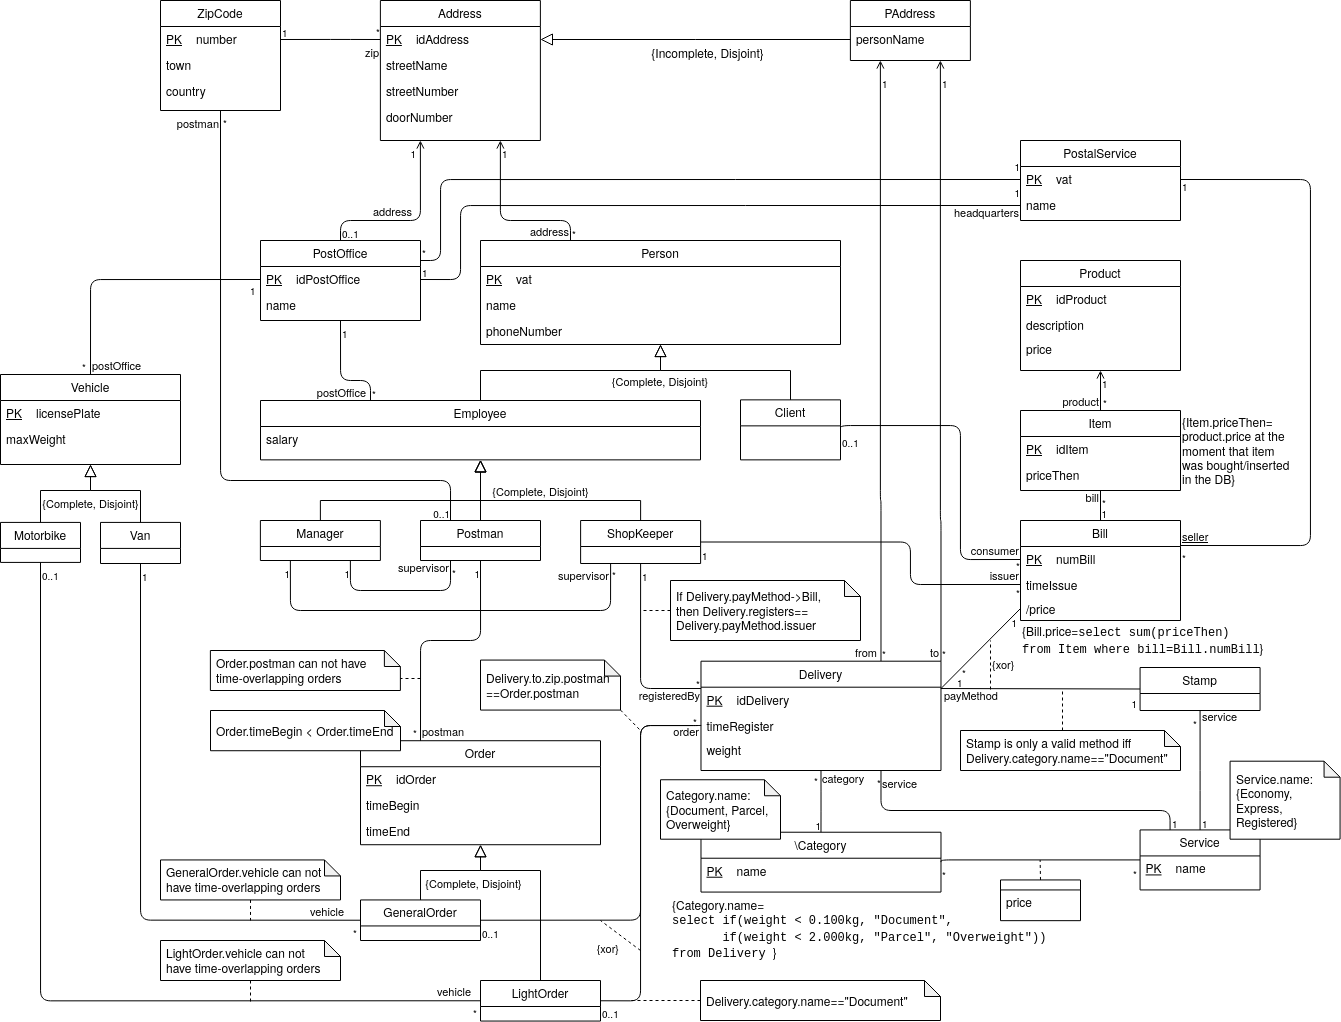 ZipCode
PK number
town
country
Address
PK idAddress
streetName
streetNumber
doorNumber
PAddress
personName
1
*
zip
{Incomplete, Disjoint}
postman
*
1
1
1
1
PostalService
PK vat
name
1
1
headquarters
1
address
0..1
address
*
PostOffice
PK idPostOffice
name
*
1
1
1
Person
PK vat
name
phoneNumber
Product
PK idProduct
description
price
1
product
*
* postOffice
Vehicle
PK licensePlate
maxWeight
{Complete, Disjoint}
postOffice
*
Employee
salary
{Complete, Disjoint}
Client
0..1
Item
PK idItem
priceThen
{Item.priceThen=
product.price at the
moment that item
was bought/inserted
in the DB}
bill
*
1
{Complete, Disjoint}
0..1
Motorbike
Van
0..1
1
Manager
Postman
ShopKeeper
1
1
supervisor
*
1
supervisor
*
1
1
consumer
*
issuer
*
Bill
PK numBill
timeIssue
/price
seller
*
1
{Bill.price=select sum(priceThen)
from Item where bill=Bill.numBill}
If Delivery.payMethod->Bill,
then Delivery.registers==
Delivery.payMethod.issuer
Order.postman can not have
time-overlapping orders
Delivery.to.zip.postman
==Order.postman
from
*
to
*
*
{xor}
Delivery
PK idDelivery
timeRegister
weight
*
registeredBy
*
order
1
payMethod
1
Stamp
service
*
Order.timeBegin < Order.timeEnd
* postman
Order
PK idOrder
timeBegin
timeEnd
Stamp is only a valid method iff
Delivery.category.name=="Document"
Category.name:
{Document, Parcel,
Overweight}
* category
* service
1
1
1
Service.name:
{Economy,
Express,
Registered}
\Category
PK name
*
*
Service
PK name
price
{Complete, Disjoint}
GeneralOrder.vehicle can not
have time-overlapping orders
vehicle
*
GeneralOrder
0..1
{xor}
{Category.name=
select if(weight < 0.100kg, "Document",
if(weight < 2.000kg, "Parcel", "Overweight"))
from Delivery }
LightOrder.vehicle can not
have time-overlapping orders
vehicle
*
LightOrder
0..1
Delivery.category.name=="Document"